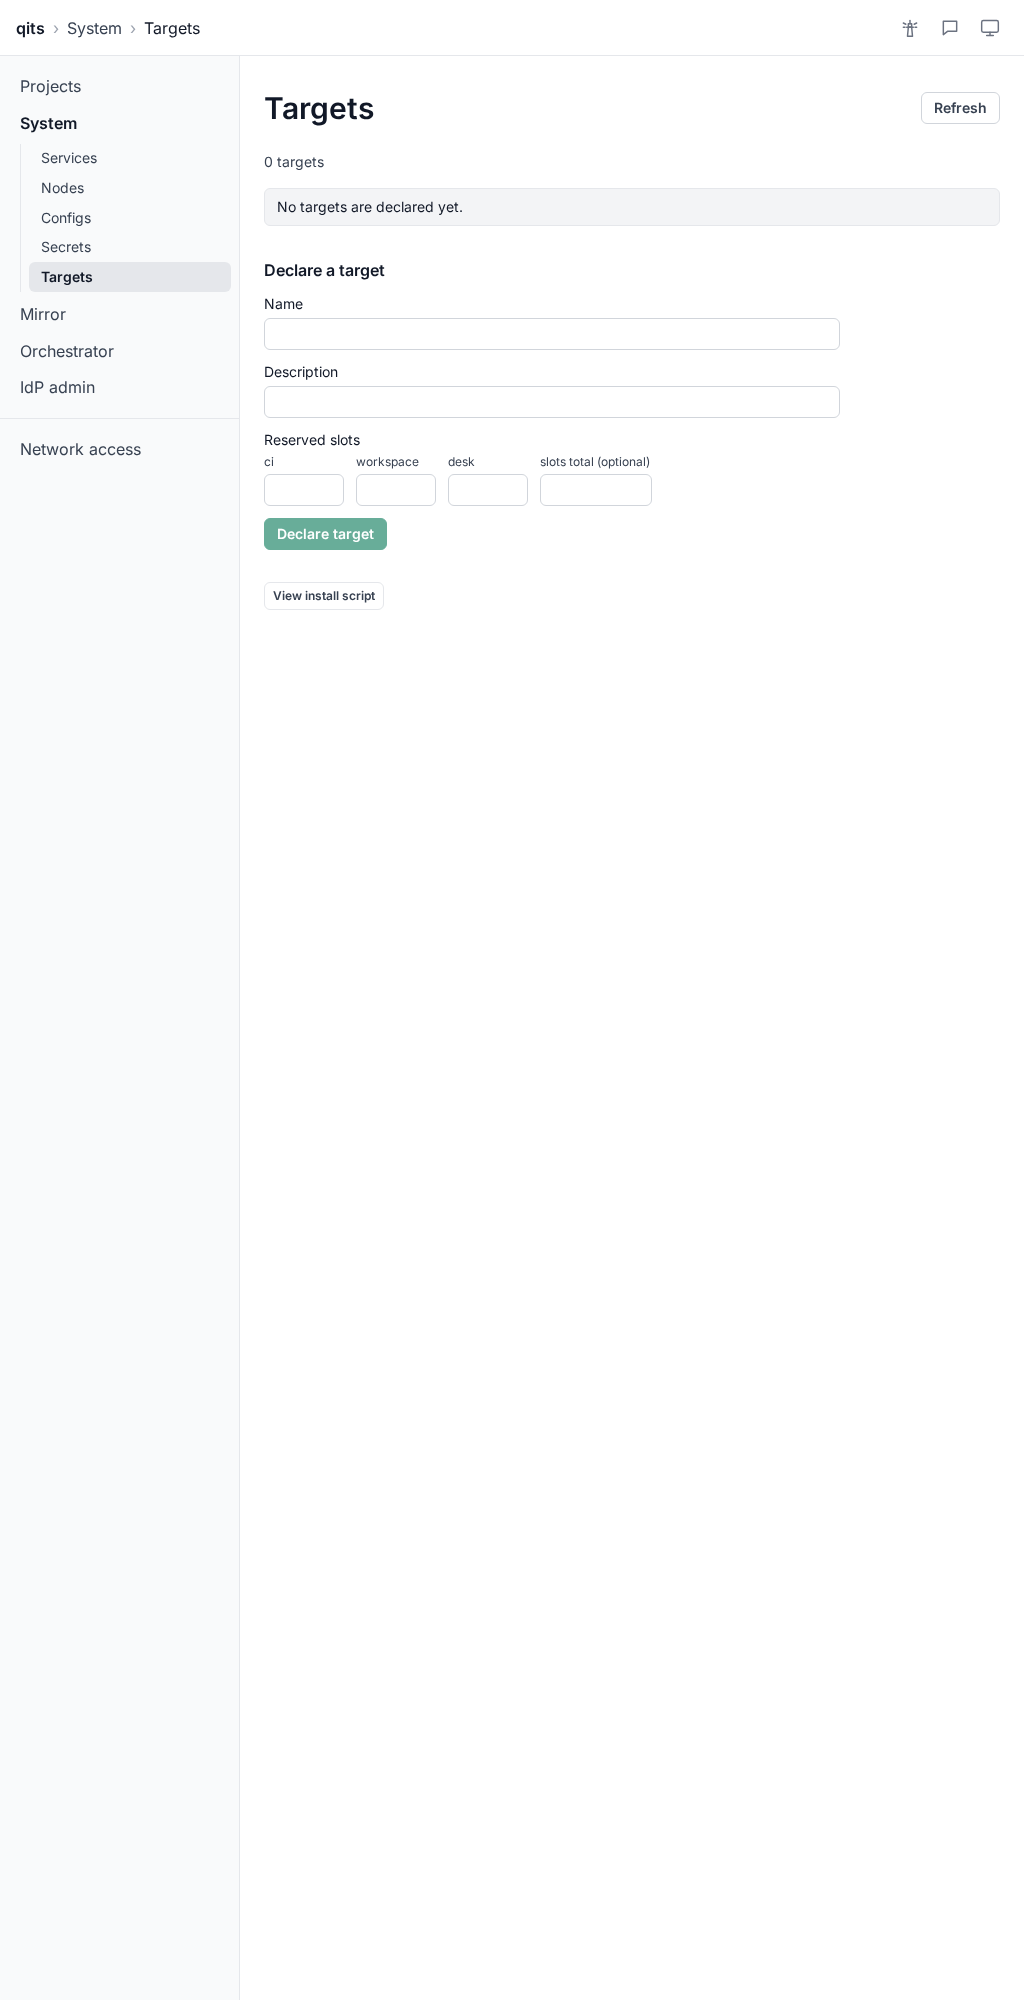 qits › System › Targets
Projects
System
Services
Nodes
Configs
Secrets
Targets
Mirror
Orchestrator
IdP admin
Network access
Targets
Refresh
0 targets
No targets are declared yet.
Declare a target
Name
Description
Reserved slots
ci workspace desk slots total (optional)
Declare target
View install script